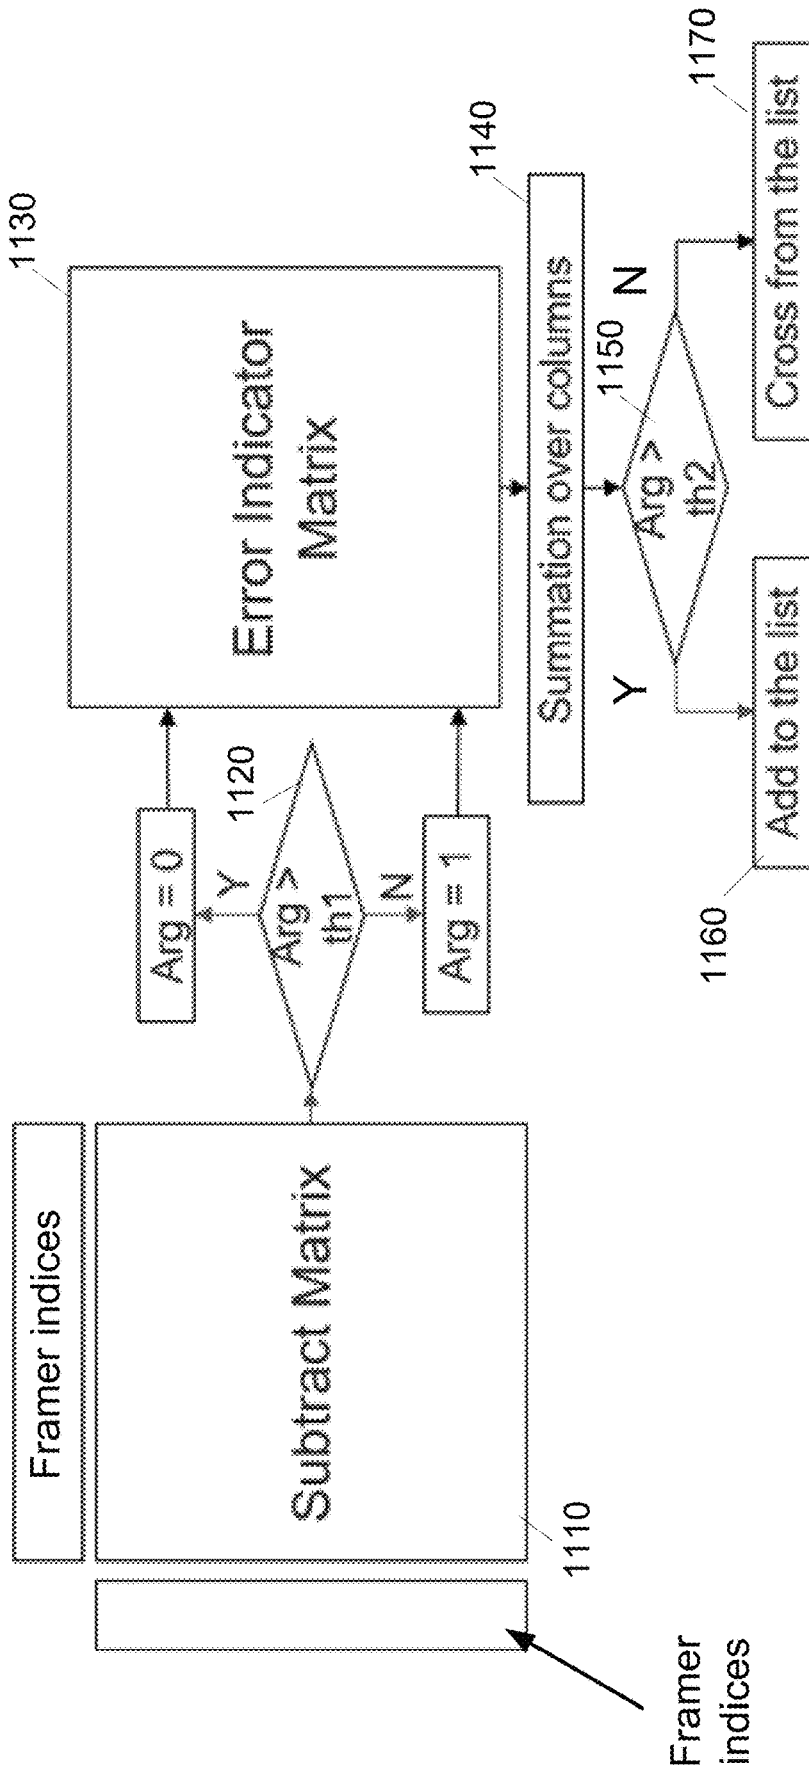 Framer indices
Framer
indices
Subtract Matrix
1110
Arg = 0
Y
Arg >
th1
1120
N
Arg = 1
1130
Error Indicator
Matrix
1140
Summation over columns
1150
Arg >
th2
Y
N
1160
Add to the list
1170
Cross from the list